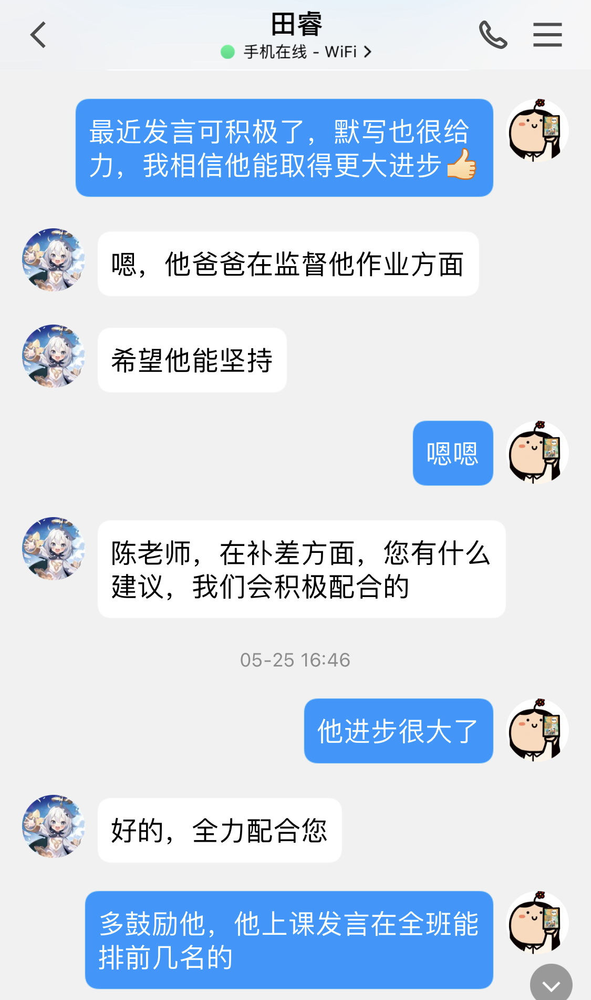 田睿
手机在线 - WiFi
最近发言可积极了，默写也很给
力，我相信他能取得更大进步👍
嗯，他爸爸在监督他作业方面
希望他能坚持
嗯嗯
陈老师，在补差方面，您有什么
建议，我们会积极配合的
05-25 16:46
他进步很大了
好的，全力配合您
多鼓励他，他上课发言在全班能
排前几名的